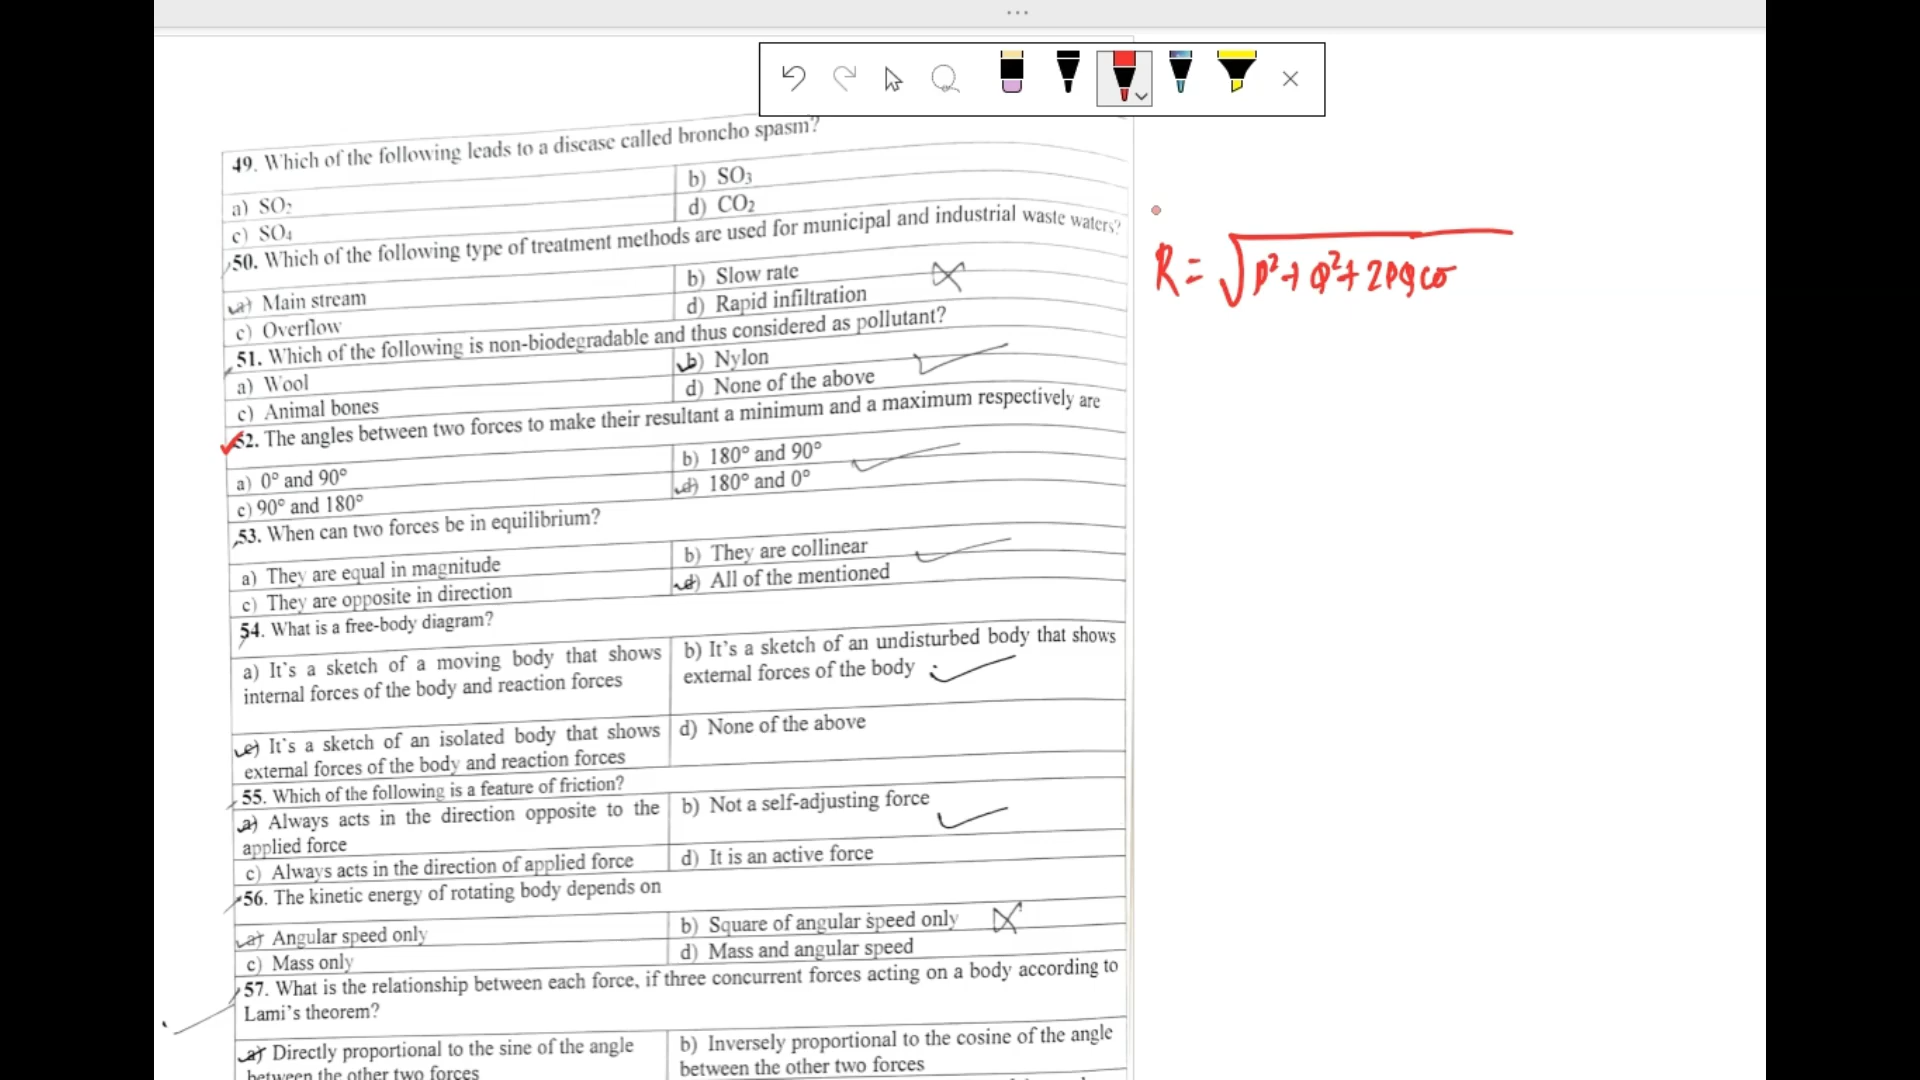 49. Which of the following leads to a disease called broncho spasm?
a) SO₂
b) SO₃
c) SO₄
d) CO₂
50. Which of the following type of treatment methods are used for municipal and industrial waste waters?
a) Main stream
b) Slow rate
c) Overflow
d) Rapid infiltration
51. Which of the following is non-biodegradable and thus considered as pollutant?
a) Wool
b) Nylon
c) Animal bones
d) None of the above
52. The angles between two forces to make their resultant a minimum and a maximum respectively are
a) 0° and 90°
b) 180° and 90°
c) 90° and 180°
d) 180° and 0°
53. When can two forces be in equilibrium?
a) They are equal in magnitude
b) They are collinear
c) They are opposite in direction
d) All of the mentioned
54. What is a free-body diagram?
a) It's a sketch of a moving body that shows
internal forces of the body and reaction forces
b) It's a sketch of an undisturbed body that shows
external forces of the body
c) It's a sketch of an isolated body that shows
external forces of the body and reaction forces
d) None of the above
55. Which of the following is a feature of friction?
a) Always acts in the direction opposite to the
applied force
b) Not a self-adjusting force
c) Always acts in the direction of applied force
d) It is an active force
56. The kinetic energy of rotating body depends on
a) Angular speed only
b) Square of angular speed only
c) Mass only
d) Mass and angular speed
57. What is the relationship between each force, if three concurrent forces acting on a body according to
Lami's theorem?
a) Directly proportional to the sine of the angle
between the other two forces
b) Inversely proportional to the cosine of the angle
between the other two forces
R = √P²+Q²+2PQ cos